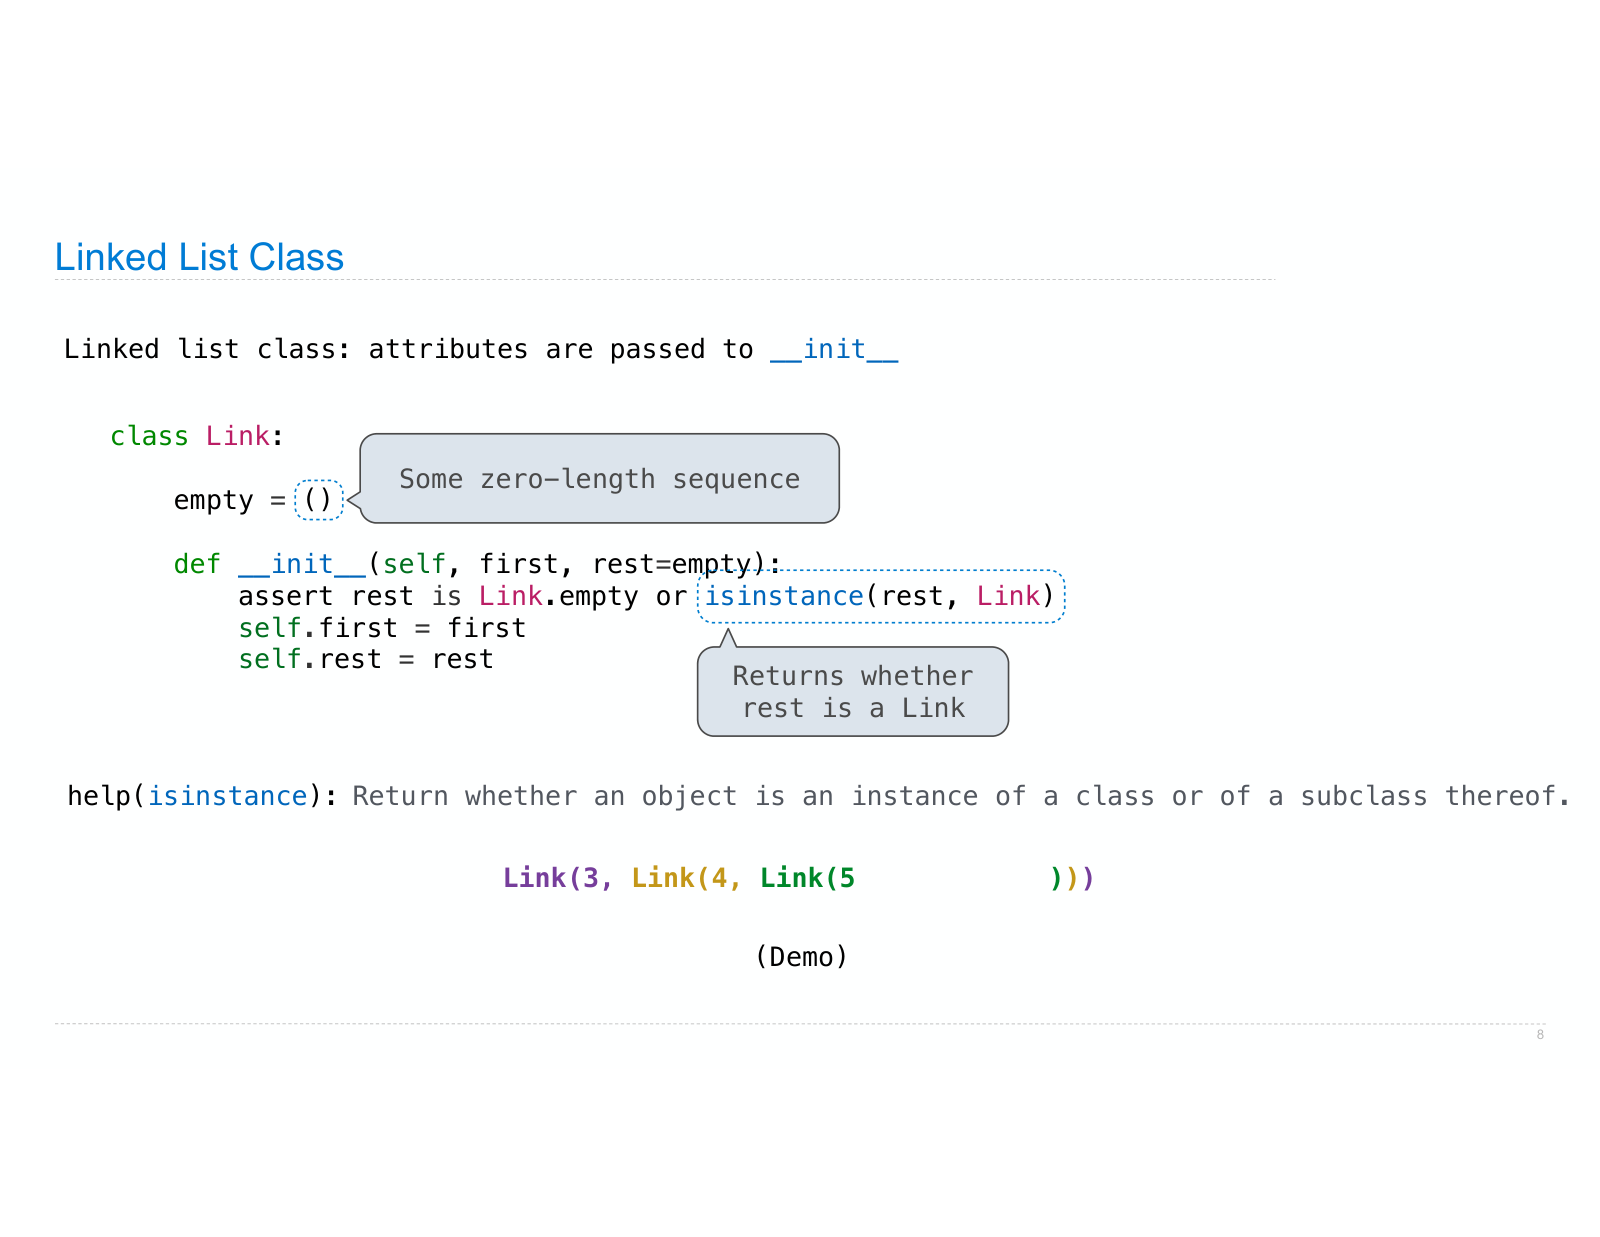 Linked List Class
Linked list class: attributes are passed to __init__
class Link:
Some zero-length sequence
empty = ()
def __init__(self, first, rest=empty):
assert rest is Link.empty or isinstance(rest, Link)
self.first = first
self.rest = rest
Returns whether
rest is a Link
help(isinstance): Return whether an object is an instance of a class or of a subclass thereof.
Link(3, Link(4, Link(5 )))
(Demo)
8